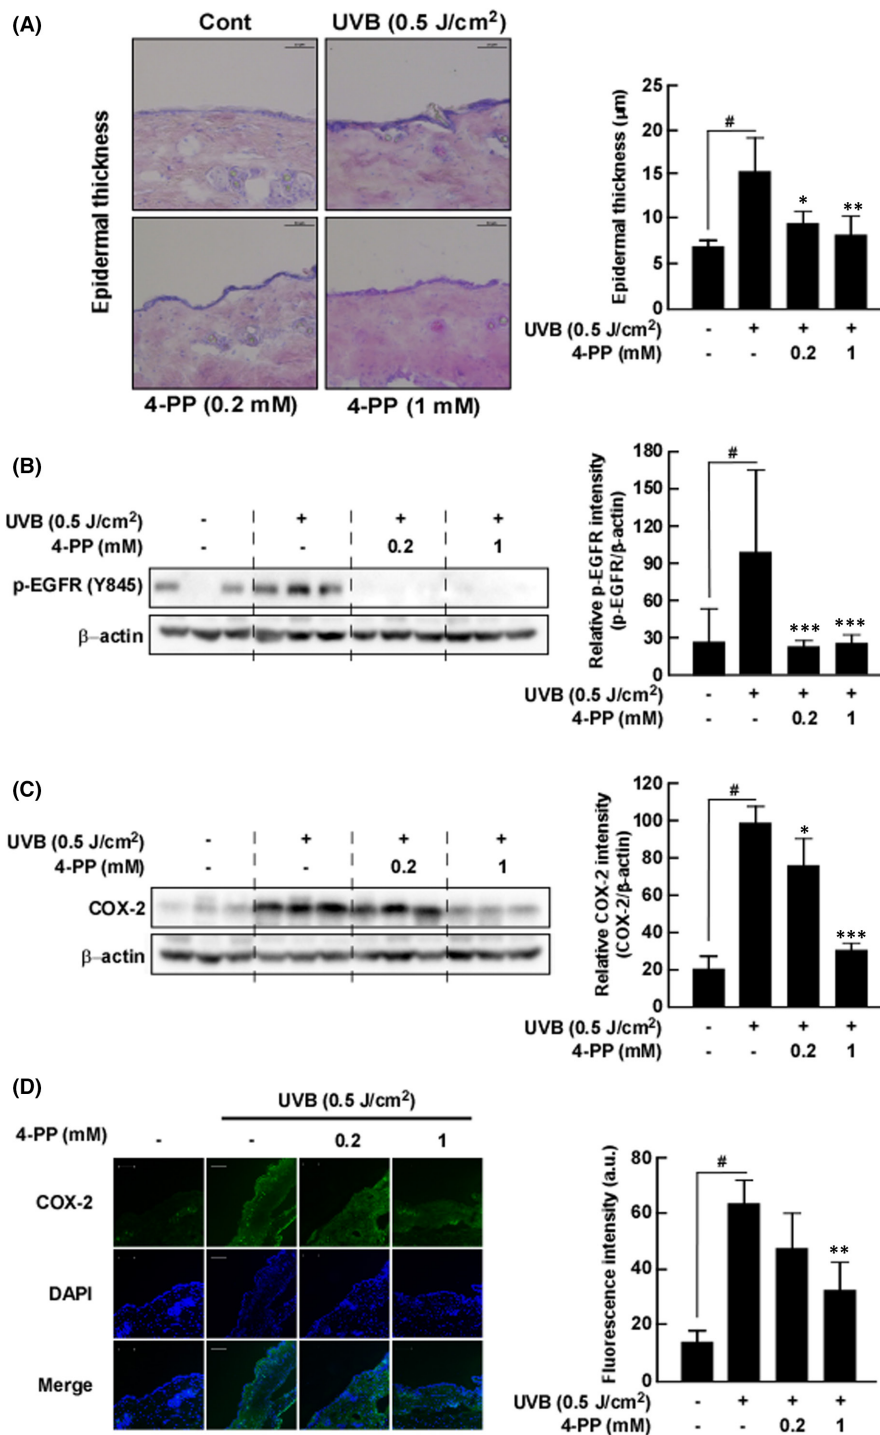 (A)
Cont
UVB (0.5 J/cm²)
Epidermal thickness
4-PP (0.2 mM)
4-PP (1 mM)
Epidermal thickness (μm)
25
20
15
10
5
0
#
*
**
UVB (0.5 J/cm²) - + + +
4-PP (mM) - - 0.2 1
(B)
UVB (0.5 J/cm²) - + + +
4-PP (mM) - - 0.2 1
p-EGFR (Y845)
β–actin
Relative p-EGFR intensity
(p-EGFR/β-actin)
180
150
120
90
60
30
0
#
***
***
UVB (0.5 J/cm²) - + + +
4-PP (mM) - - 0.2 1
(C)
UVB (0.5 J/cm²) - + + +
4-PP (mM) - - 0.2 1
COX-2
β–actin
Relative COX-2 intensity
(COX-2/β-actin)
120
100
80
60
40
20
0
#
*
***
UVB (0.5 J/cm²) - + + +
4-PP (mM) - - 0.2 1
(D)
UVB (0.5 J/cm²)
4-PP (mM) - - 0.2 1
COX-2
DAPI
Merge
Fluorescence intensity (a.u.)
80
60
40
20
0
#
**
UVB (0.5 J/cm²) - + + +
4-PP (mM) - - 0.2 1